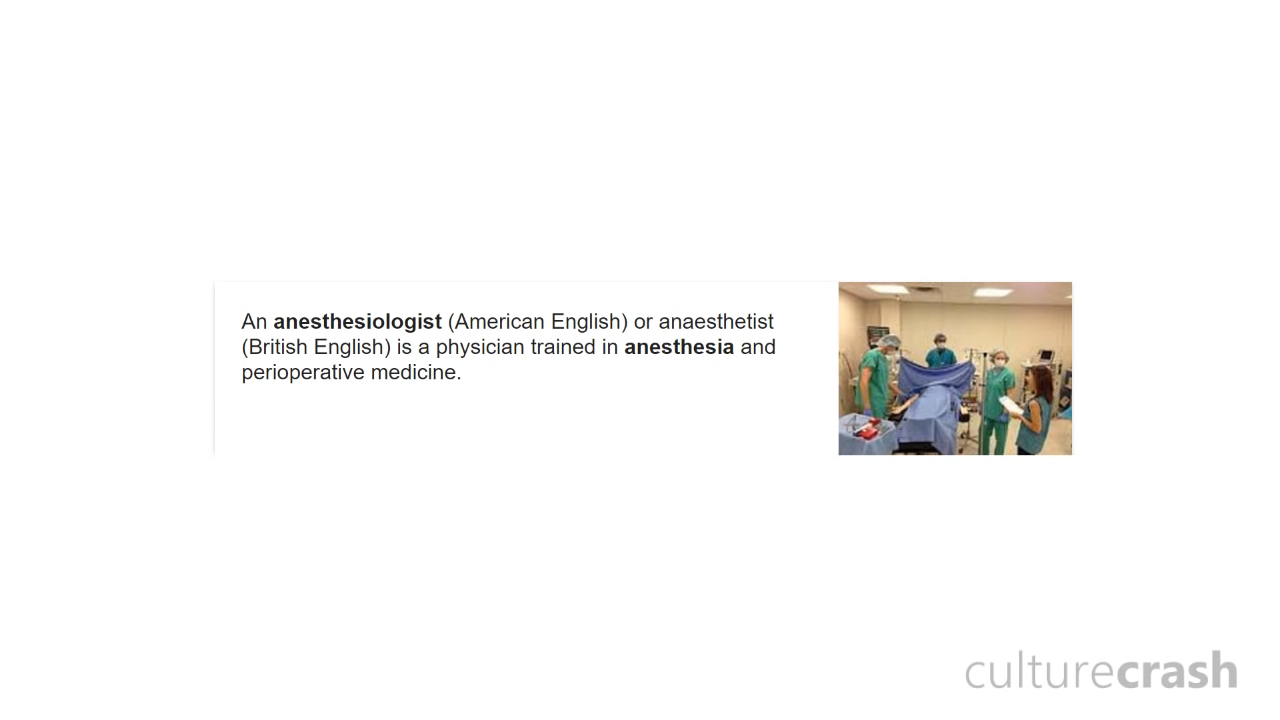 An anesthesiologist (American English) or anaesthetist
(British English) is a physician trained in anesthesia and
perioperative medicine.
culturecrash